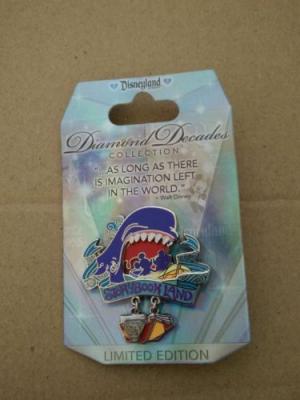 Disneyland
Diamond Decades
COLLECTION
"... AS LONG AS THERE
IS IMAGINATION LEFT
IN THE WORLD."
- Walt Disney
STORYBOOK LAND
LIMITED EDITION